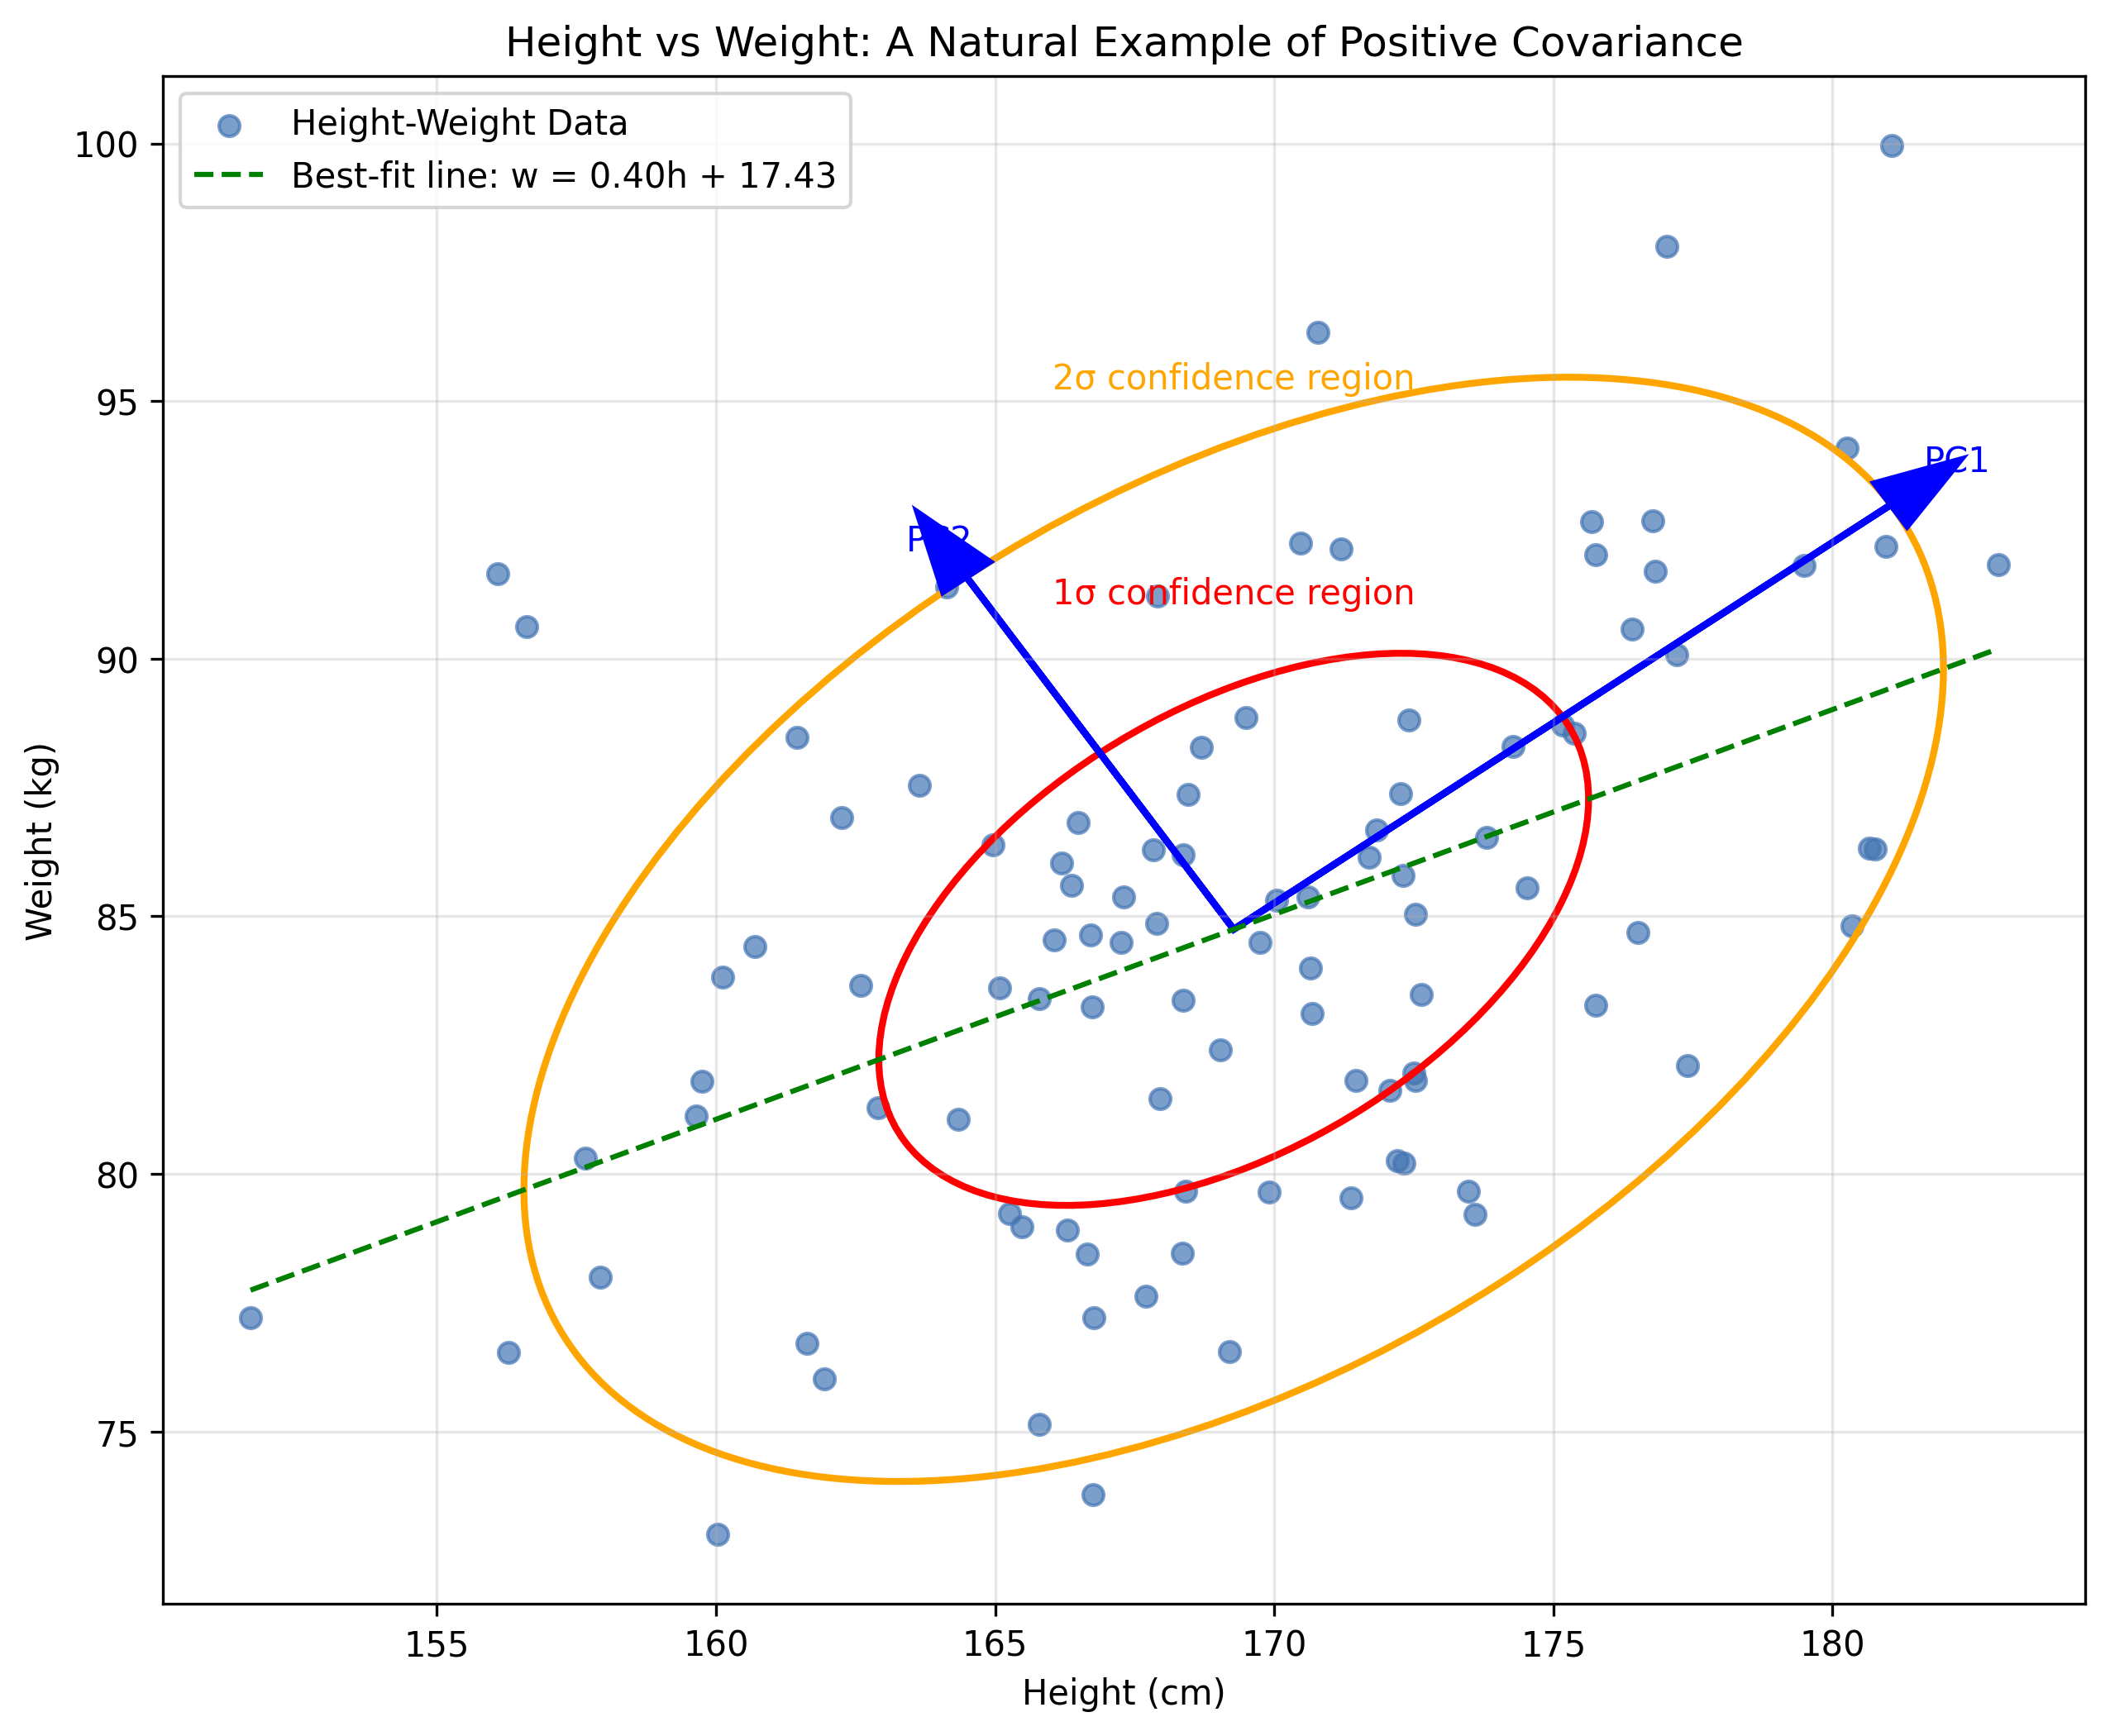 Height vs Weight: A Natural Example of Positive Covariance
Height-Weight Data
Best-fit line: w = 0.40h + 17.43
2σ confidence region
PC1
PC2
1σ confidence region
Weight (kg)
100
95
90
85
80
75
155
160
165
170
175
180
Height (cm)